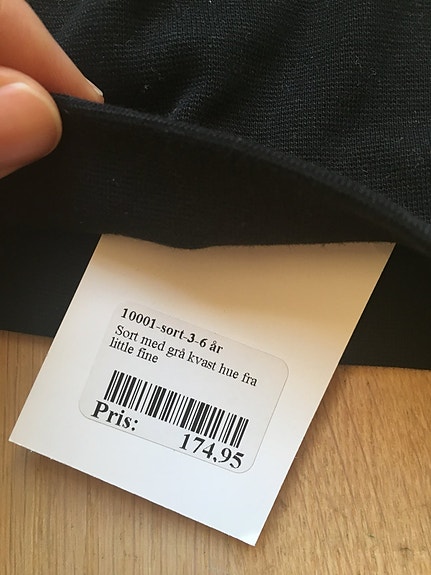 10001-sort-3-6 år
Sort med grå kvast hue fra
little fine
Pris: 174,95